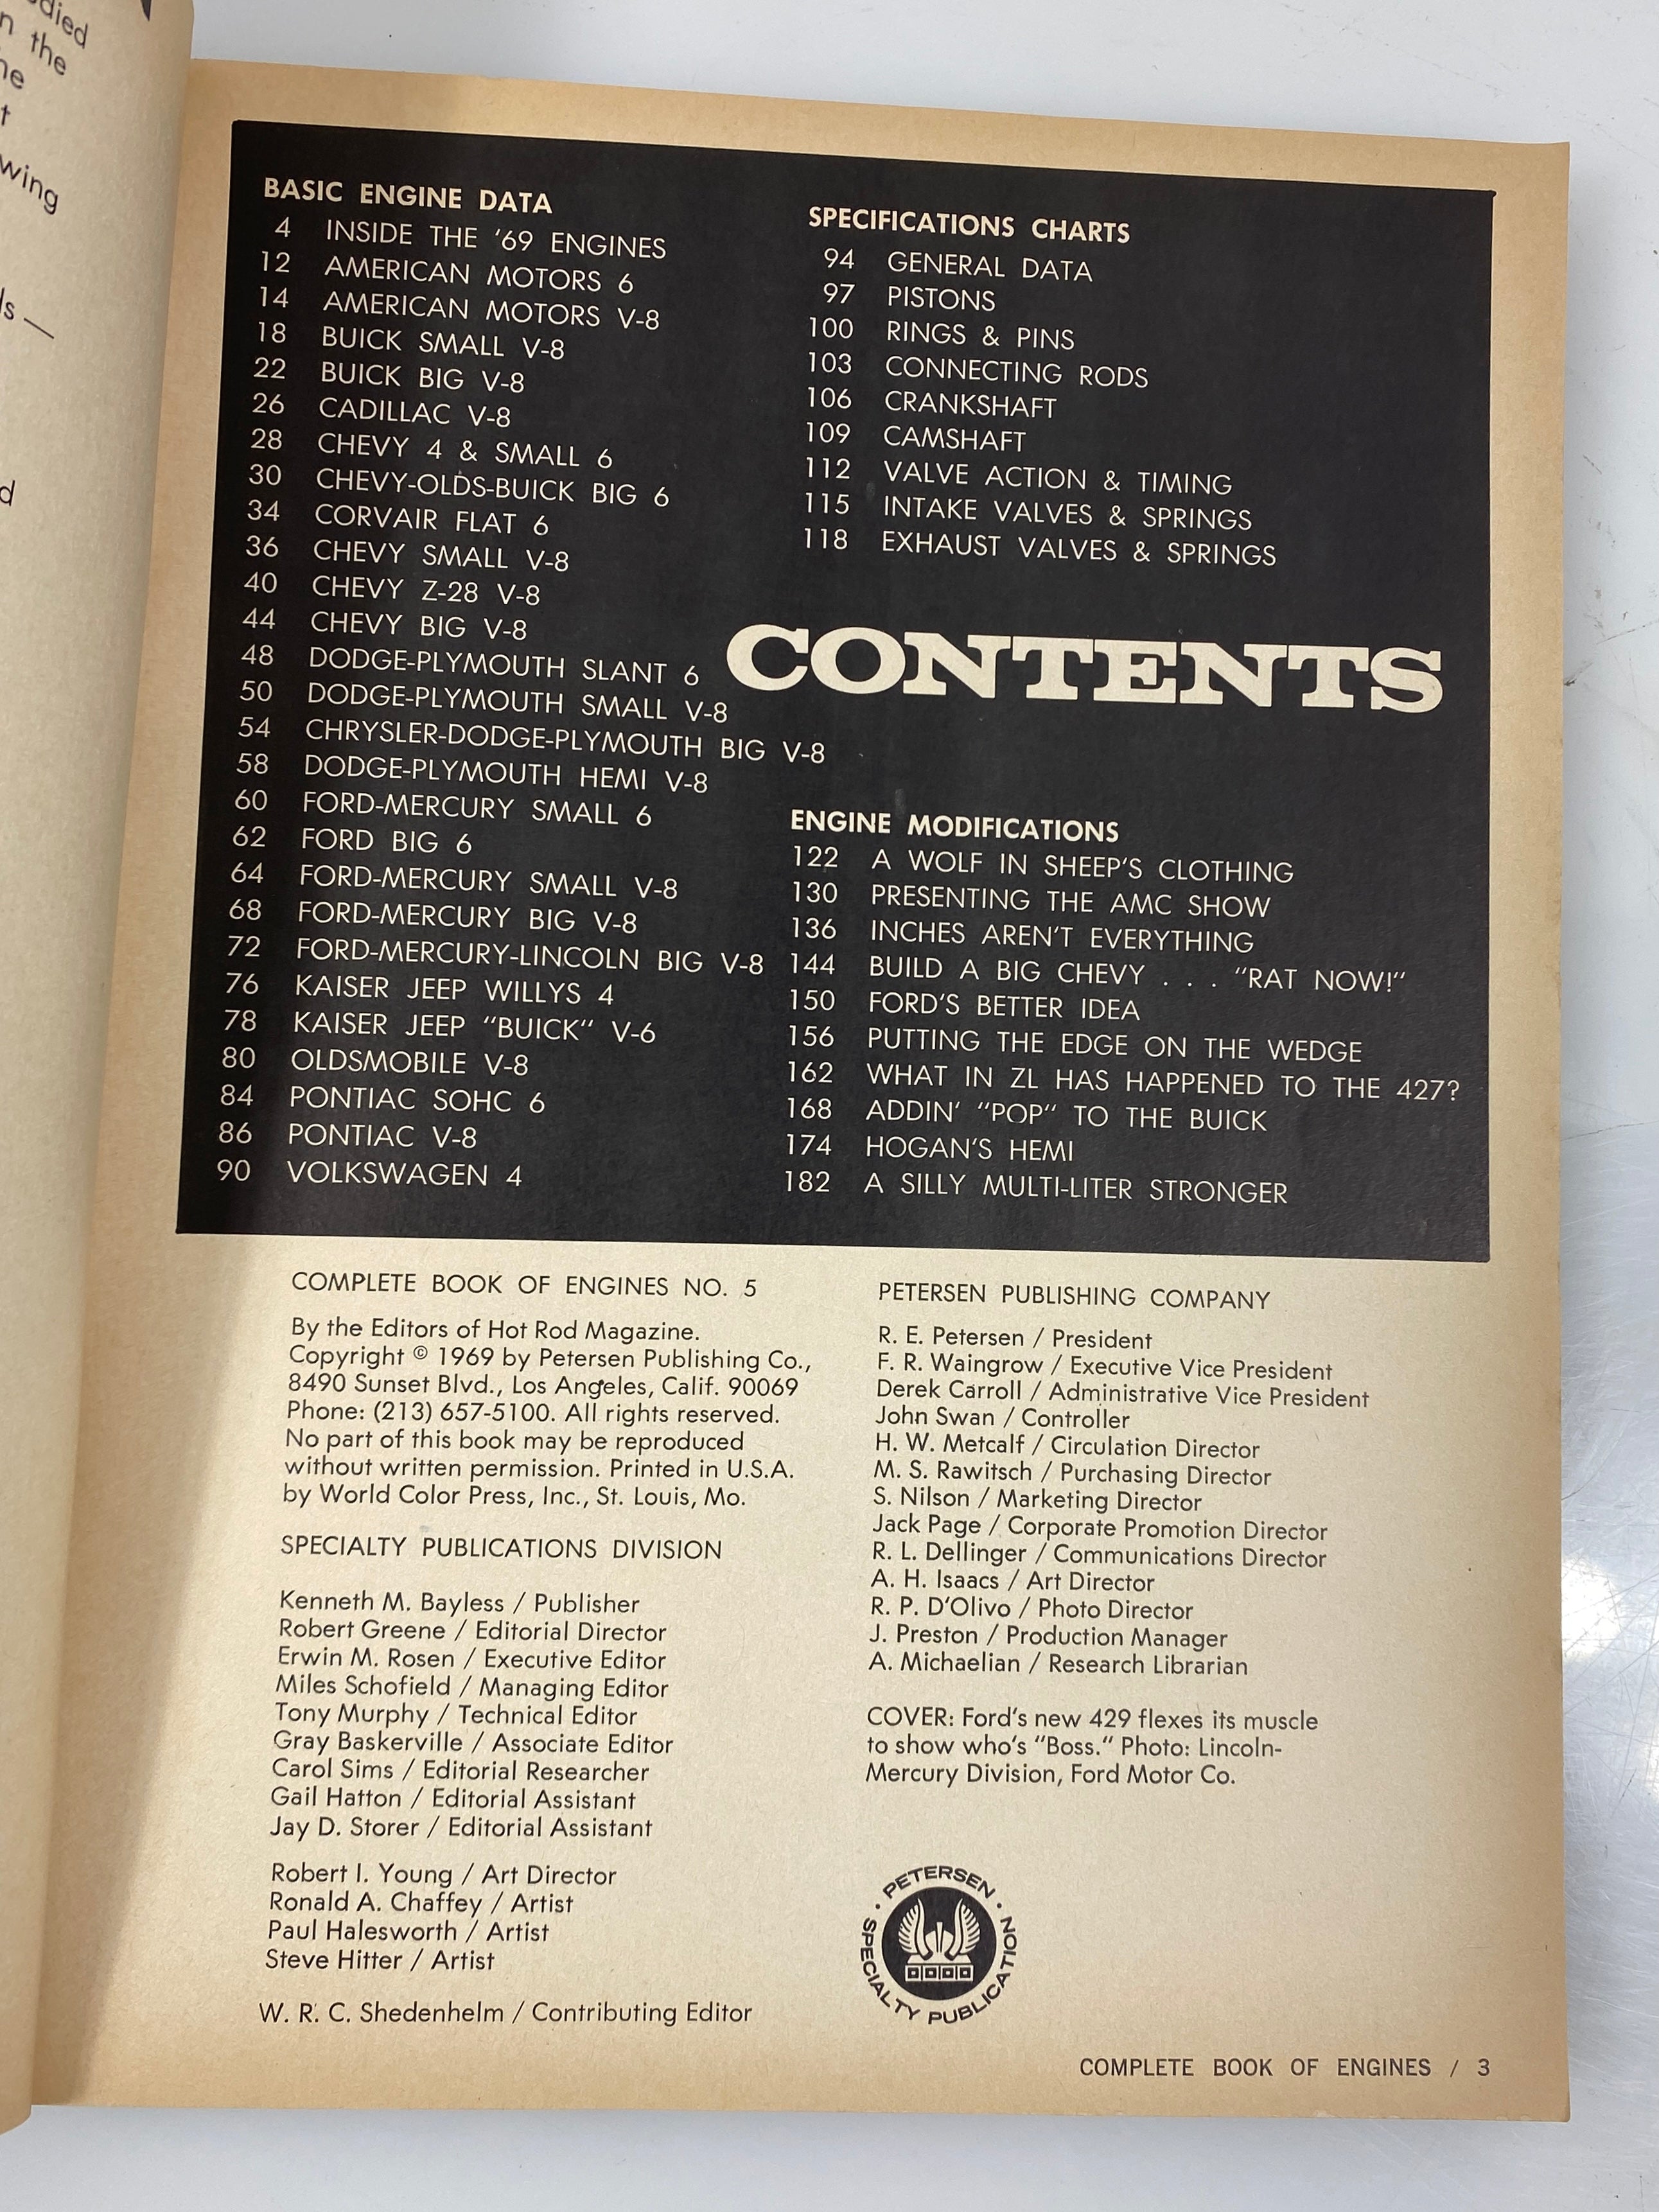 died
n the
ne
t
wing
ls —
d
BASIC ENGINE DATA
4 INSIDE THE '69 ENGINES
12 AMERICAN MOTORS 6
14 AMERICAN MOTORS V-8
18 BUICK SMALL V-8
22 BUICK BIG V-8
26 CADILLAC V-8
28 CHEVY 4 & SMALL 6
30 CHEVY-OLDS-BUICK BIG 6
34 CORVAIR FLAT 6
36 CHEVY SMALL V-8
40 CHEVY Z-28 V-8
44 CHEVY BIG V-8
48 DODGE-PLYMOUTH SLANT 6
50 DODGE-PLYMOUTH SMALL V-8
54 CHRYSLER-DODGE-PLYMOUTH BIG V-8
58 DODGE-PLYMOUTH HEMI V-8
60 FORD-MERCURY SMALL 6
62 FORD BIG 6
64 FORD-MERCURY SMALL V-8
68 FORD-MERCURY BIG V-8
72 FORD-MERCURY-LINCOLN BIG V-8
76 KAISER JEEP WILLYS 4
78 KAISER JEEP "BUICK" V-6
80 OLDSMOBILE V-8
84 PONTIAC SOHC 6
86 PONTIAC V-8
90 VOLKSWAGEN 4
SPECIFICATIONS CHARTS
94 GENERAL DATA
97 PISTONS
100 RINGS & PINS
103 CONNECTING RODS
106 CRANKSHAFT
109 CAMSHAFT
112 VALVE ACTION & TIMING
115 INTAKE VALVES & SPRINGS
118 EXHAUST VALVES & SPRINGS
CONTENTS
ENGINE MODIFICATIONS
122 A WOLF IN SHEEP'S CLOTHING
130 PRESENTING THE AMC SHOW
136 INCHES AREN'T EVERYTHING
144 BUILD A BIG CHEVY . . . "RAT NOW!"
150 FORD'S BETTER IDEA
156 PUTTING THE EDGE ON THE WEDGE
162 WHAT IN ZL HAS HAPPENED TO THE 427?
168 ADDIN' "POP" TO THE BUICK
174 HOGAN'S HEMI
182 A SILLY MULTI-LITER STRONGER
COMPLETE BOOK OF ENGINES NO. 5
By the Editors of Hot Rod Magazine.
Copyright © 1969 by Petersen Publishing Co.,
8490 Sunset Blvd., Los Angeles, Calif. 90069
Phone: (213) 657-5100. All rights reserved.
No part of this book may be reproduced
without written permission. Printed in U.S.A.
by World Color Press, Inc., St. Louis, Mo.
SPECIALTY PUBLICATIONS DIVISION
Kenneth M. Bayless / Publisher
Robert Greene / Editorial Director
Erwin M. Rosen / Executive Editor
Miles Schofield / Managing Editor
Tony Murphy / Technical Editor
Gray Baskerville / Associate Editor
Carol Sims / Editorial Researcher
Gail Hatton / Editorial Assistant
Jay D. Storer / Editorial Assistant
Robert I. Young / Art Director
Ronald A. Chaffey / Artist
Paul Halesworth / Artist
Steve Hitter / Artist
W. R. C. Shedenhelm / Contributing Editor
PETERSEN PUBLISHING COMPANY
R. E. Petersen / President
F. R. Waingrow / Executive Vice President
Derek Carroll / Administrative Vice President
John Swan / Controller
H. W. Metcalf / Circulation Director
M. S. Rawitsch / Purchasing Director
S. Nilson / Marketing Director
Jack Page / Corporate Promotion Director
R. L. Dellinger / Communications Director
A. H. Isaacs / Art Director
R. P. D'Olivo / Photo Director
J. Preston / Production Manager
A. Michaelian / Research Librarian
COVER: Ford's new 429 flexes its muscle
to show who's "Boss." Photo: Lincoln-
Mercury Division, Ford Motor Co.
· PETERSEN ·
SPECIALTY PUBLICATION
COMPLETE BOOK OF ENGINES / 3